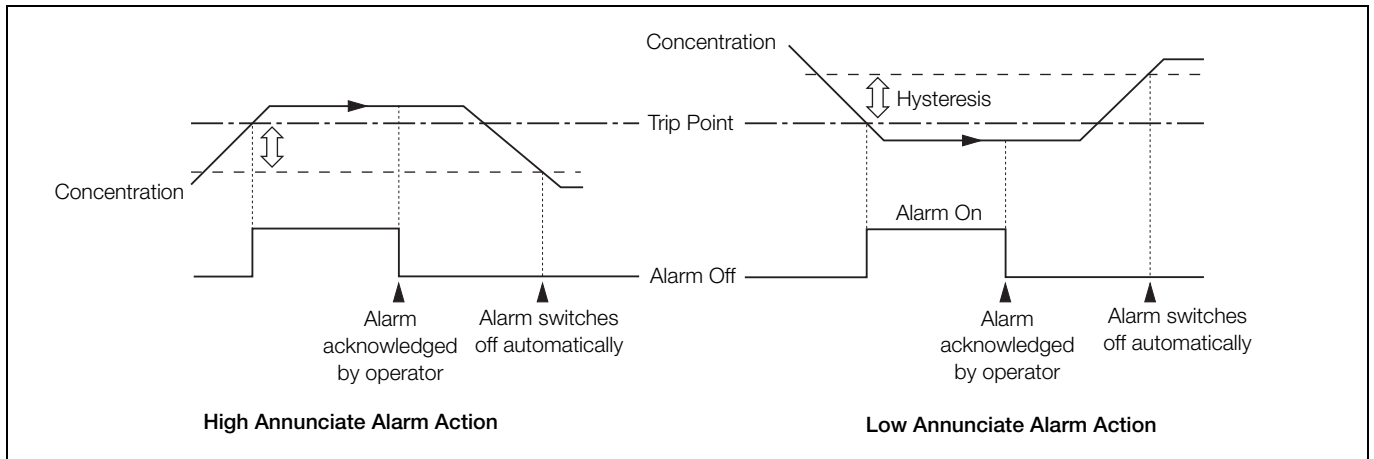 Concentration
Hysteresis
Trip Point
Concentration
Alarm On
Alarm Off
Alarm
acknowledged
by operator
Alarm switches
off automatically
Alarm
acknowledged
by operator
Alarm switches
off automatically
High Annunciate Alarm Action
Low Annunciate Alarm Action